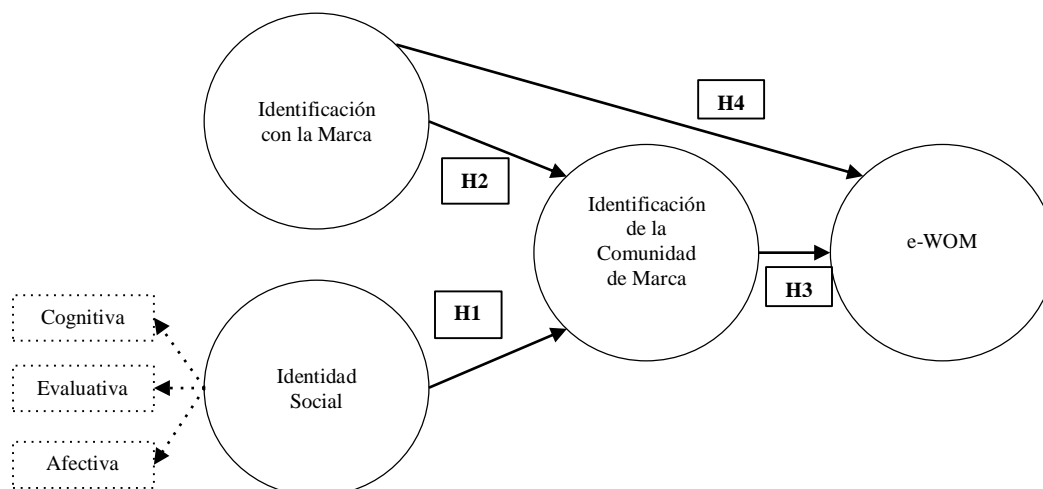 Identificación
con la Marca
H4
H2
Identificación
de la
Comunidad
de Marca
e-WOM
H3
H1
Cognitiva
Evaluativa
Afectiva
Identidad
Social